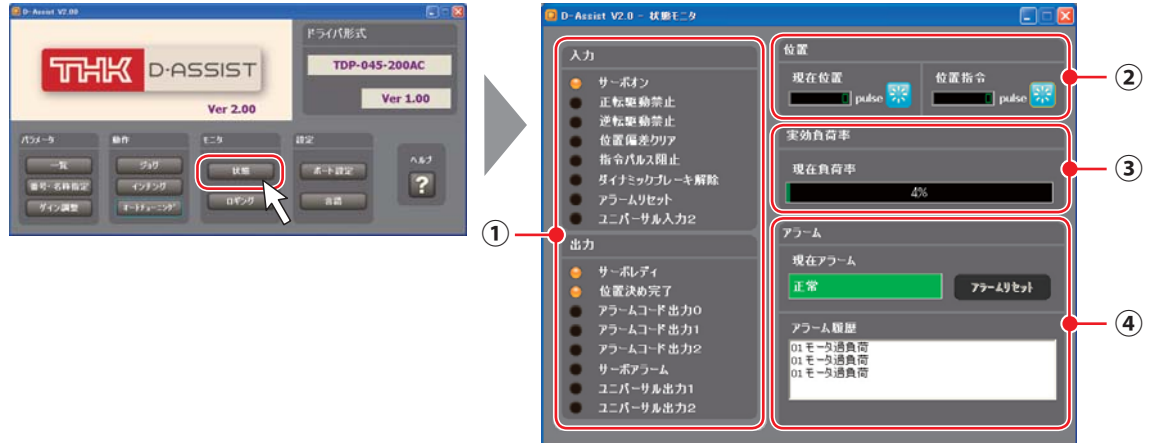 D-Assist V2.00
THK D-ASSIST
Ver 2.00
ドライバ形式
TDP-045-200AC
Ver 1.00
パラメータ
一覧
番号・名称指定
ゲイン調整
動作
ジョグ
インチング
オートチューニング
モニタ
状態
ロギング
設定
ポート設定
言語
ヘルプ
?
①
D-Assist V2.0 - 状態モニタ
入力
サーボオン
正転駆動禁止
逆転駆動禁止
位置偏差クリア
指令パルス阻止
ダイナミックブレーキ解除
アラームリセット
ユニバーサル入力2
出力
サーボレディ
位置決め完了
アラームコード出力0
アラームコード出力1
アラームコード出力2
サーボアラーム
ユニバーサル出力1
ユニバーサル出力2
位置
現在位置
0 pulse
位置指令
0 pulse
②
実効負荷率
現在負荷率
4%
③
アラーム
現在アラーム
正常
アラームリセット
アラーム履歴
01 モータ過負荷
01 モータ過負荷
01 モータ過負荷
④